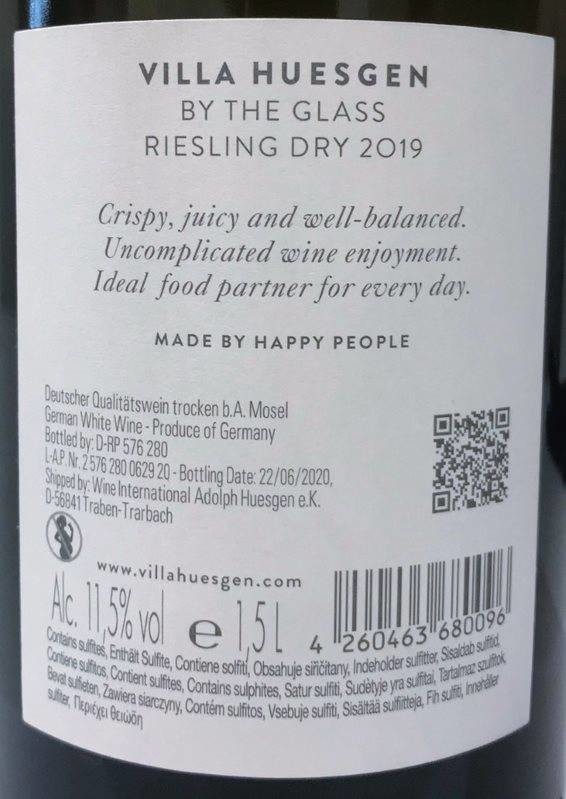 VILLA HUESGEN
BY THE GLASS
RIESLING DRY 2019
Crispy, juicy and well-balanced.
Uncomplicated wine enjoyment.
Ideal food partner for every day.
MADE BY HAPPY PEOPLE
Deutscher Qualitätswein trocken b.A. Mosel
German White Wine - Produce of Germany
Bottled by: D-RP 576 280
L-A.P. Nr. 2 576 280 0629 20 - Bottling Date: 22/06/2020,
Shipped by: Wine International Adolph Huesgen e.K.
D-56841 Traben-Trarbach
www.villahuesgen.com
Alc. 11,5% vol e 1,5 L
4 260463 680096
Contains sulfites, Enthält Sulfite, Contiene solfiti, Obsahuje siřičitany, Indeholder sulfitter, Sisaldab sulfitid,
Contiene sulfitos, Contient sulfites, Contains sulphites, Satur sulfīti, Sudėtyje yra sulfitai, Tartalmaz szulfitok,
Bevat sulfieten, Zawiera siarczyny, Contém sulfitos, Vsebuje sulfiti, Sisältää sulfiitteja, Fih sulfiti, Innehåller
sulfiter, Περιέχει θειώδη